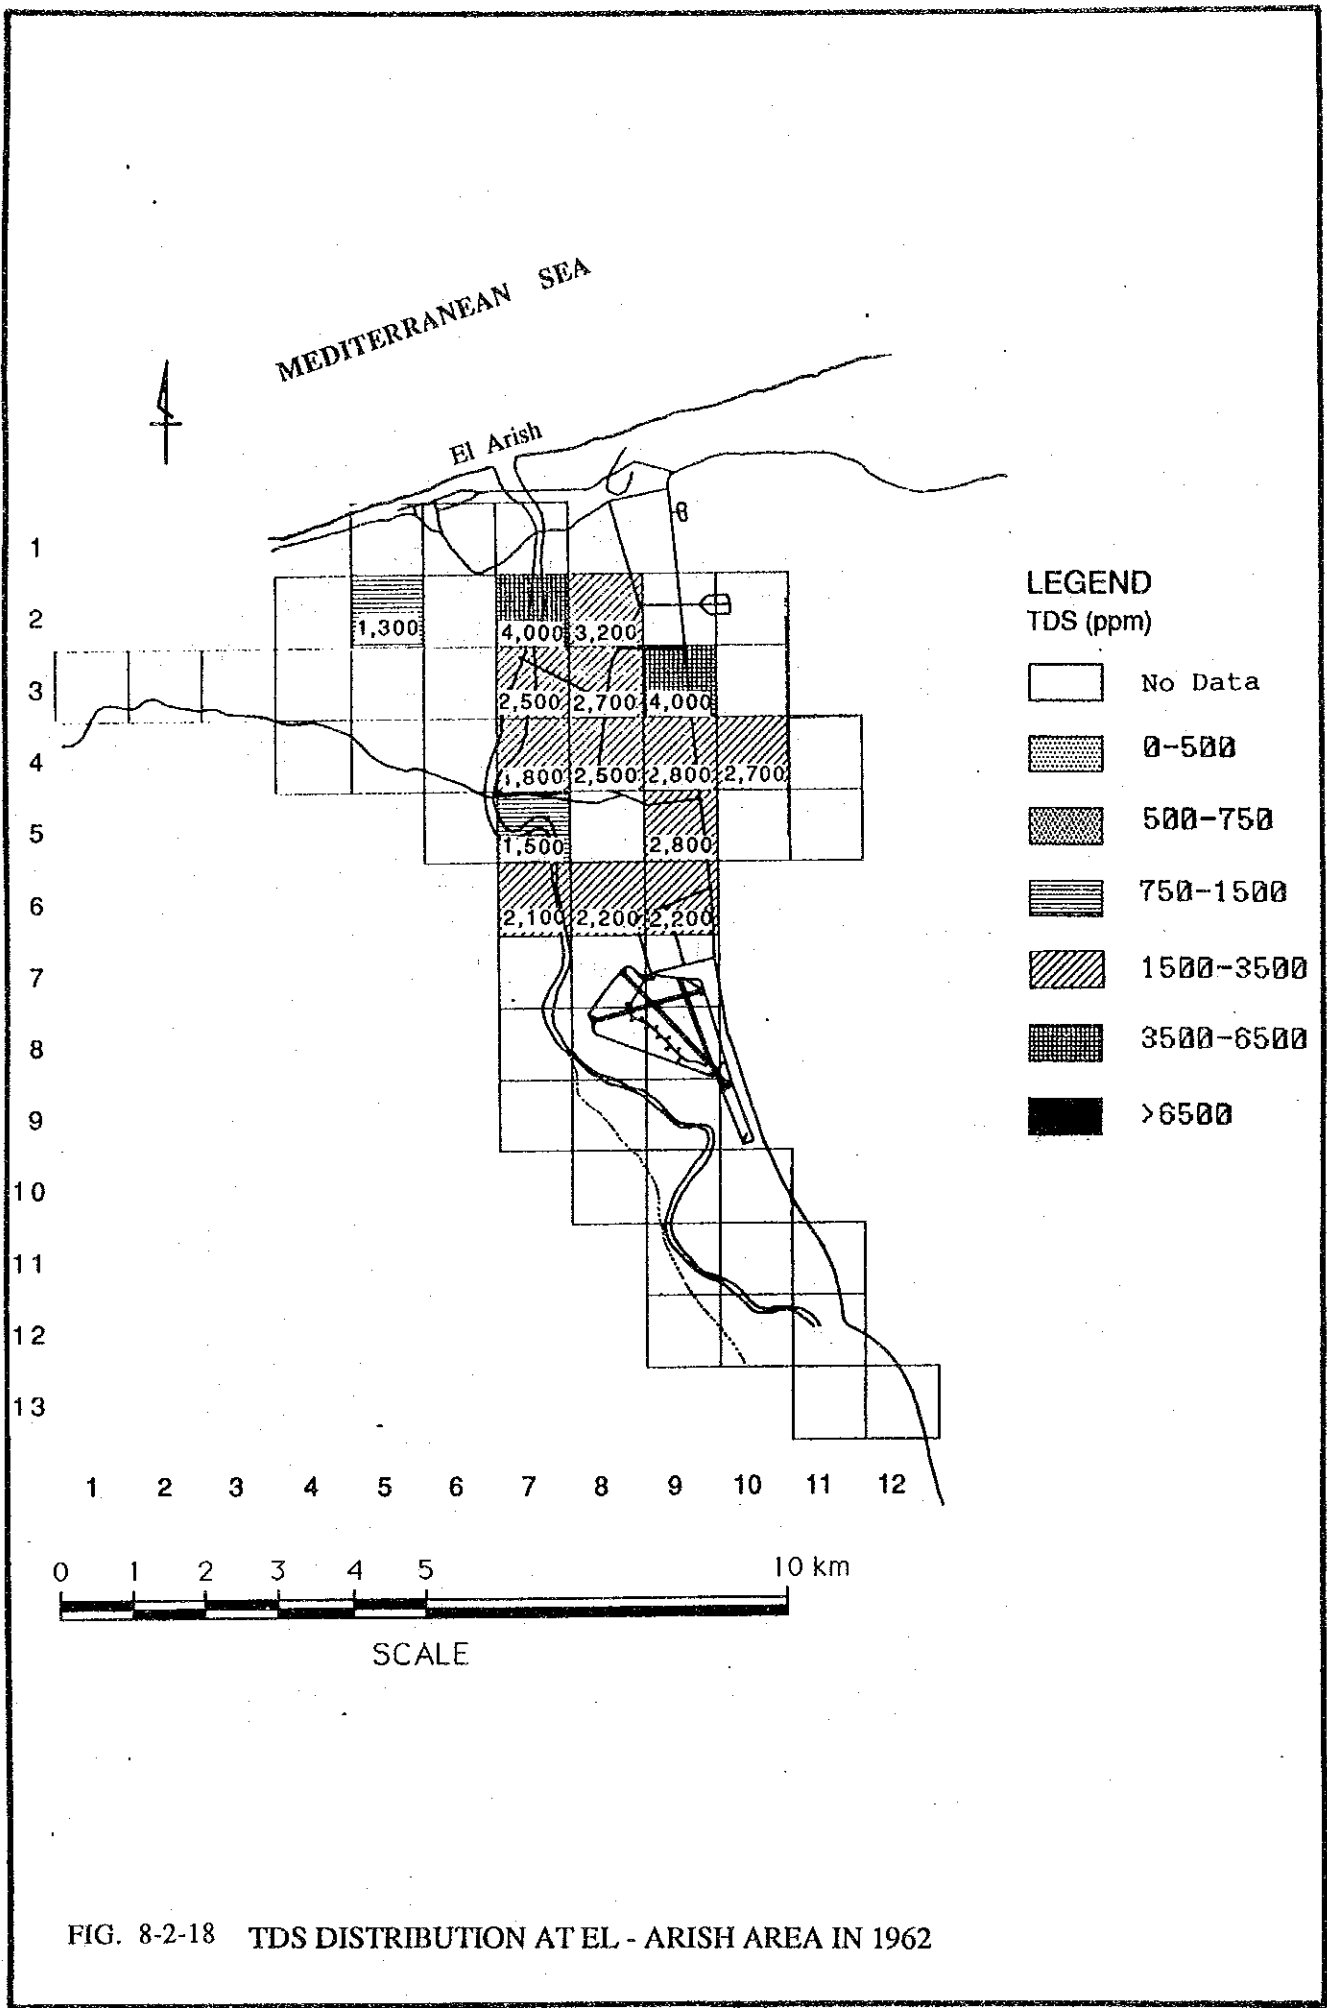 MEDITERRANEAN SEA
El Arish
1
2
3
4
5
6
7
8
9
10
11
12
13
1,300
4,000 3,200
2,500 2,700 4,000
1,800 2,500 2,800 2,700
1,500 2,800
2,100 2,200 2,200
LEGEND
TDS (ppm)
No Data
0-500
500-750
750-1500
1500-3500
3500-6500
>6500
1 2 3 4 5 6 7 8 9 10 11 12
0 1 2 3 4 5 10 km
SCALE
FIG. 8-2-18 TDS DISTRIBUTION AT EL - ARISH AREA IN 1962